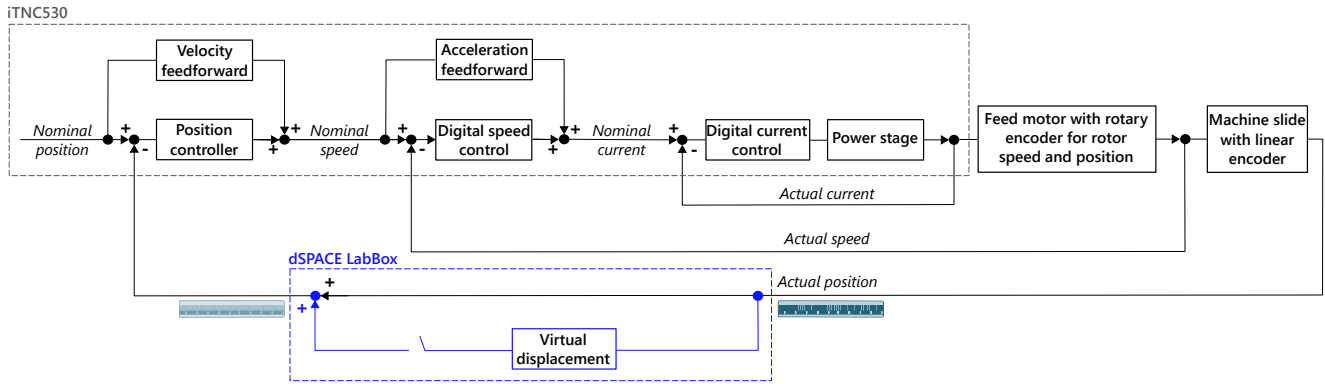 iTNC530
Velocity
feedforward
Acceleration
feedforward
Nominal
position
+
-
Position
controller
+
+
Nominal
speed
+
-
Digital speed
control
+
+
Nominal
current
+
-
Digital current
control
Power stage
Feed motor with rotary
encoder for rotor
speed and position
Machine slide
with linear
encoder
Actual current
Actual speed
dSPACE LabBox
+
+
Actual position
Virtual
displacement